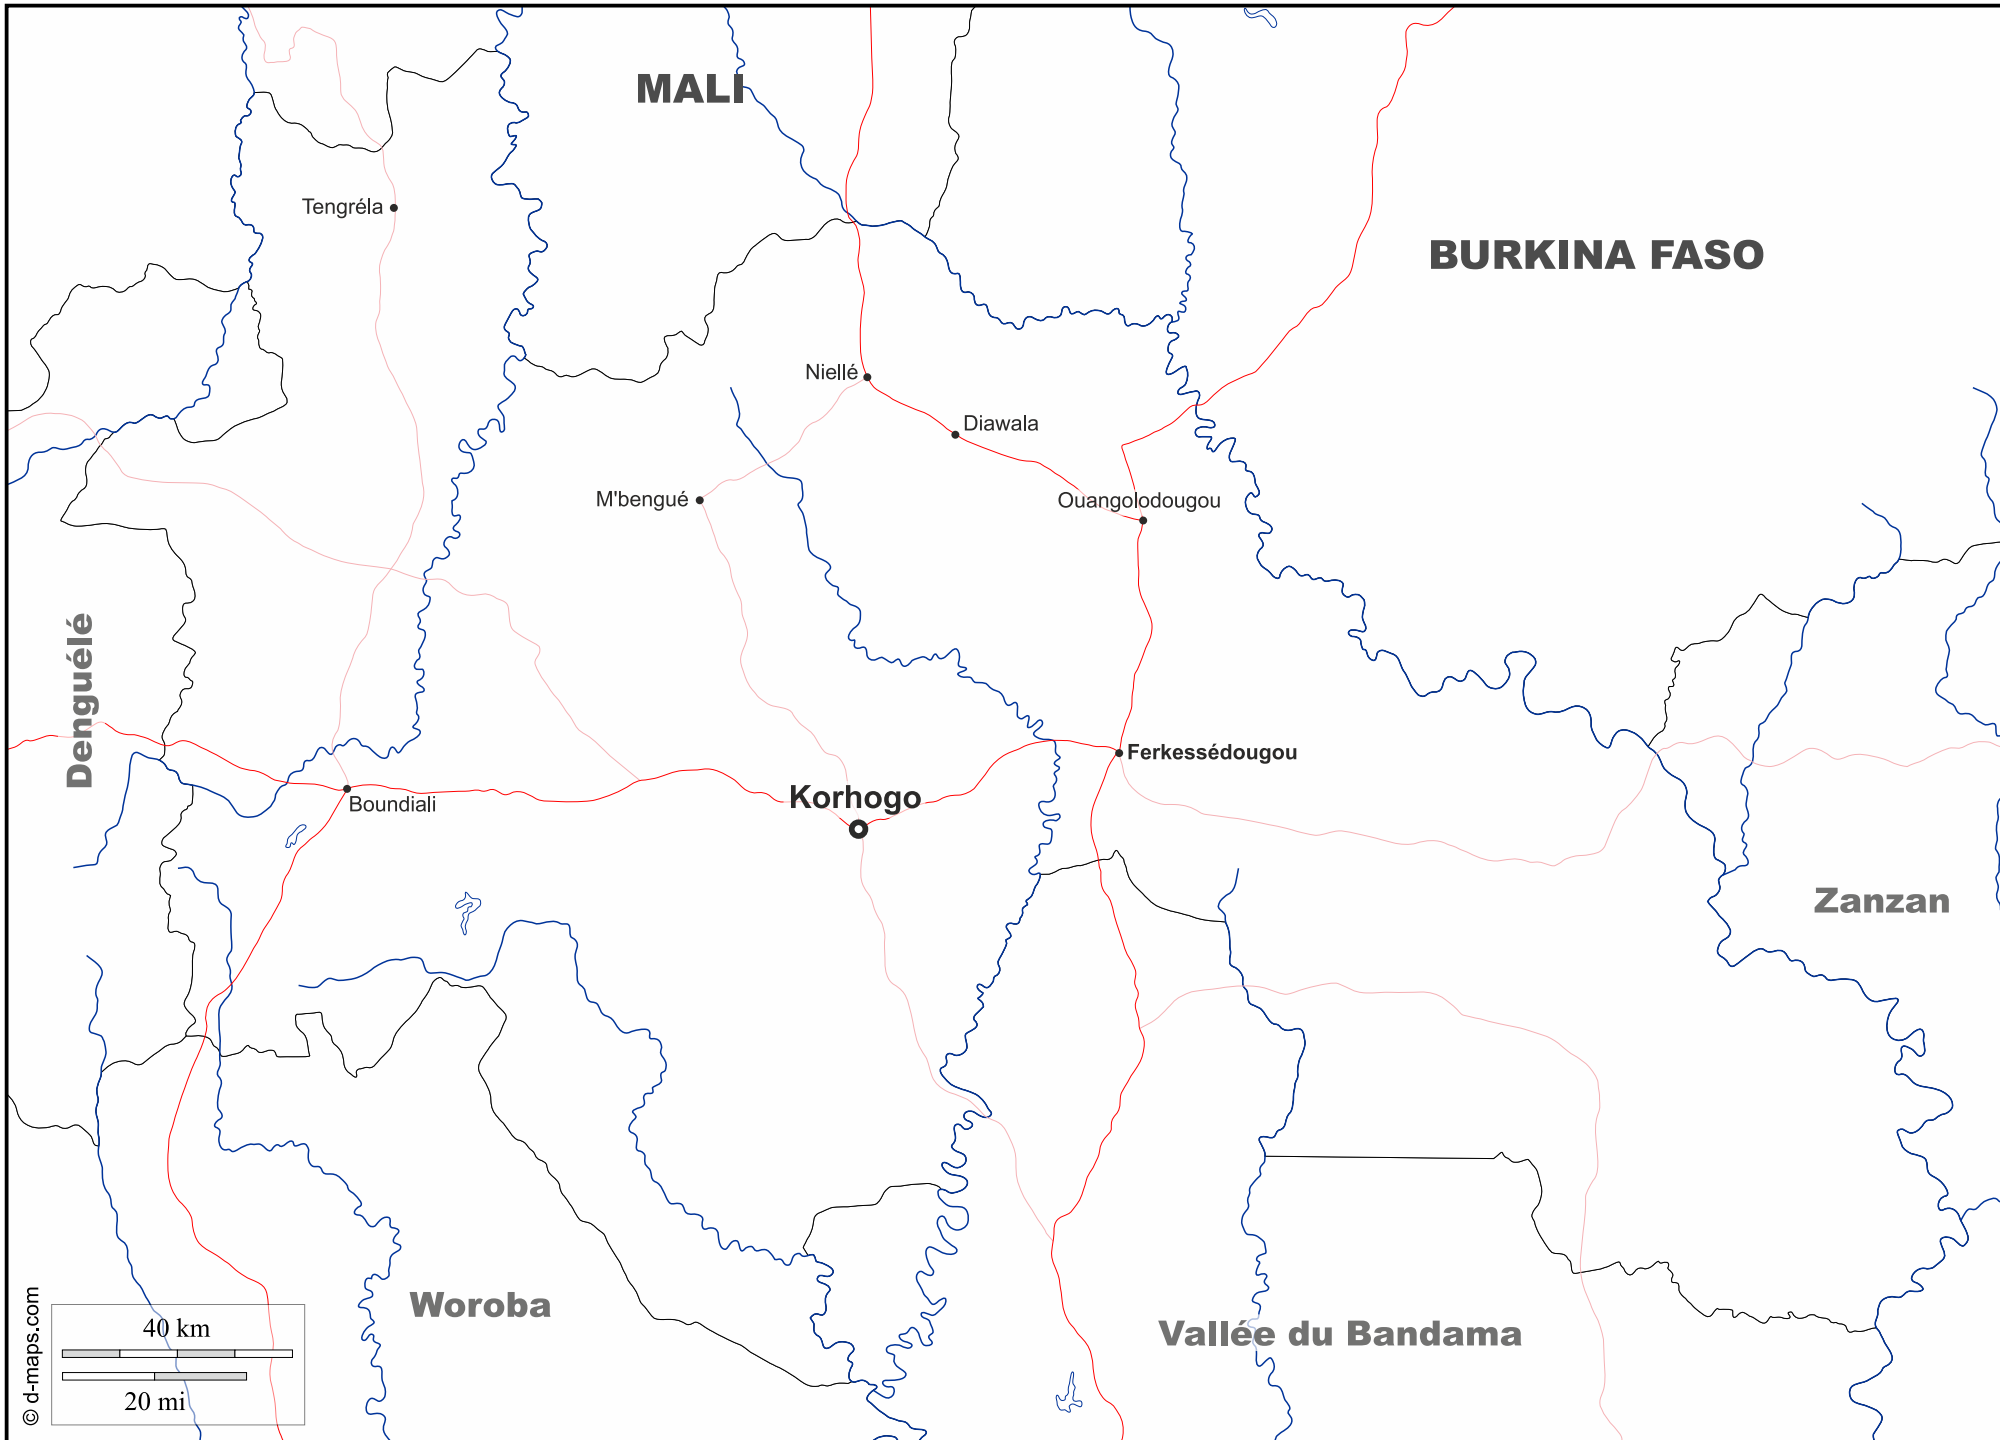 MALI
Tengréla
BURKINA FASO
Niellé
Diawala
M'bengué
Ouangolodougou
Denguélé
Ferkessédougou
Korhogo
Boundiali
Zanzan
Woroba
Vallée du Bandama
40 km
20 mi
© d-maps.com